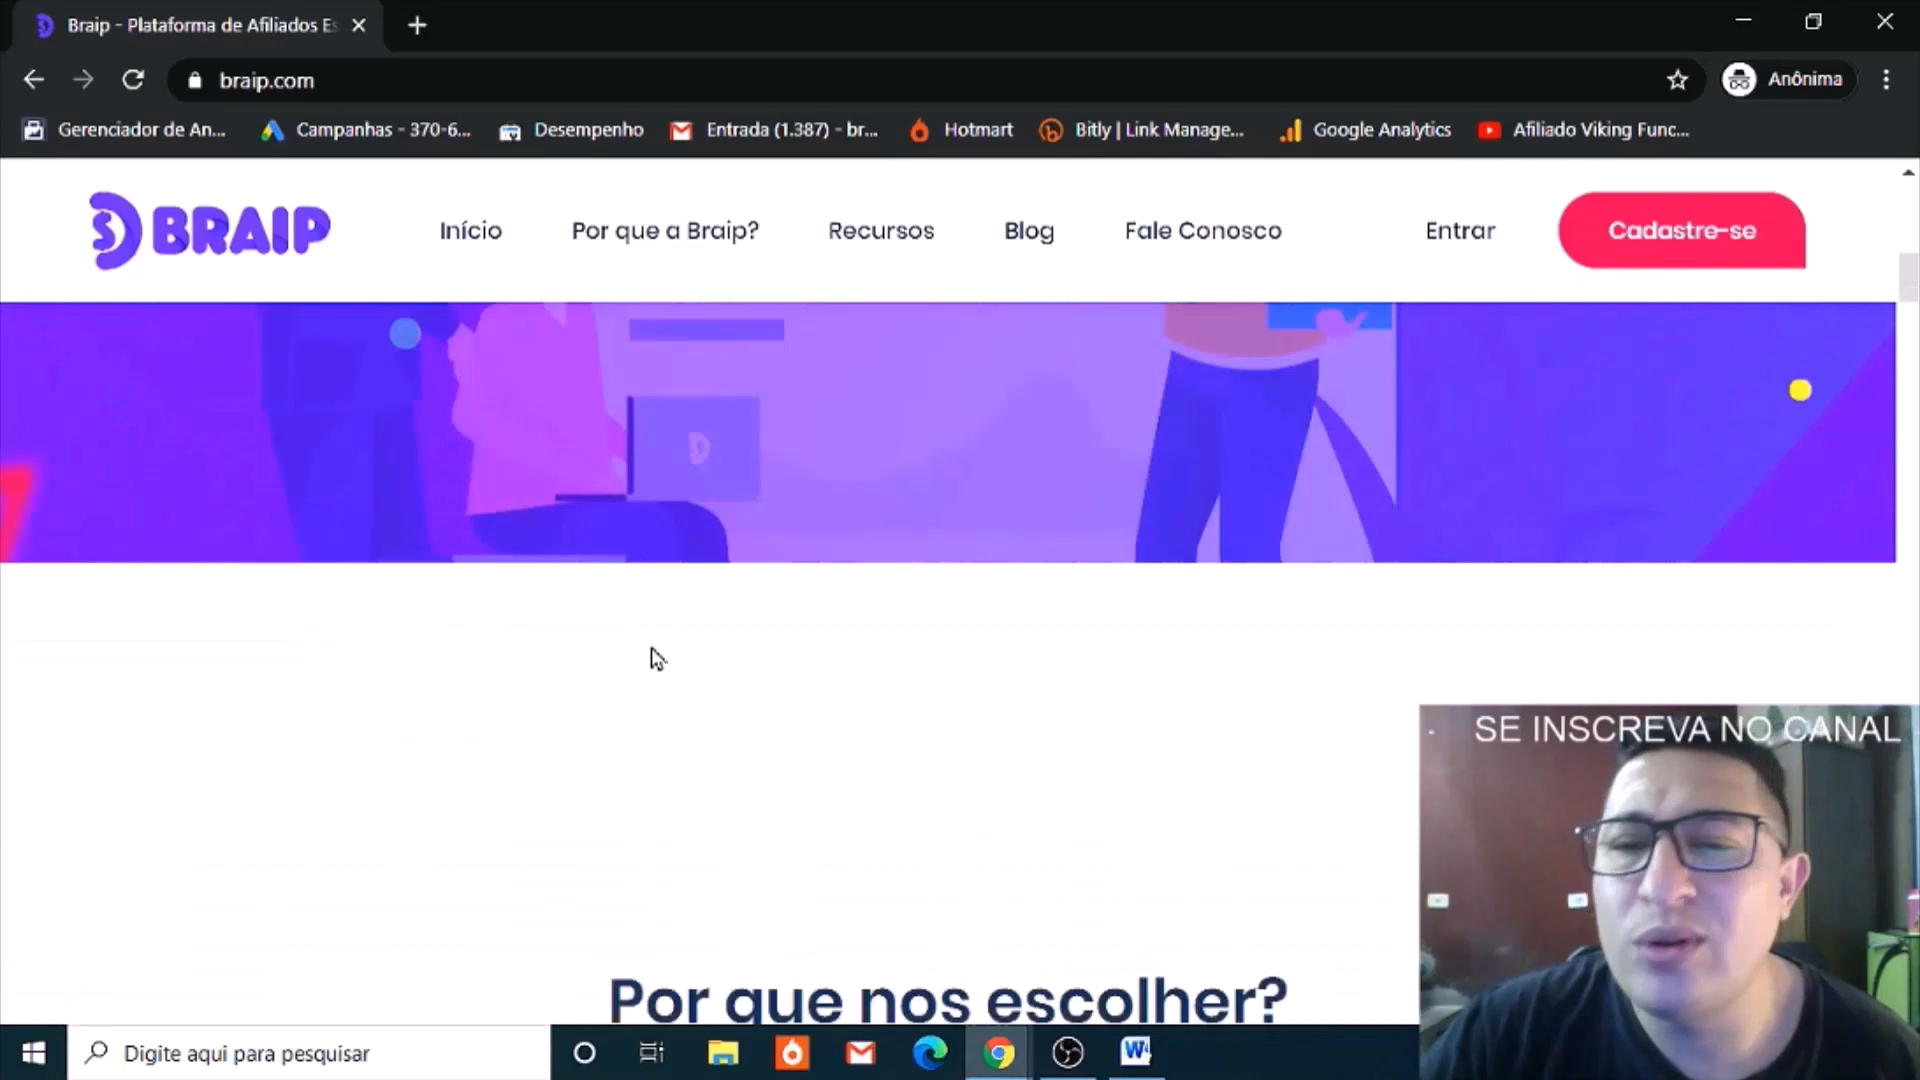 Braip - Plataforma de Afiliados Es
braip.com
Anônima
Gerenciador de An...
Campanhas - 370-6...
Desempenho
Entrada (1.387) - br...
Hotmart
Bitly | Link Manage...
Google Analytics
Afiliado Viking Func...
BRAIP
Início
Por que a Braip?
Recursos
Blog
Fale Conosco
Entrar
Cadastre-se
SE INSCREVA NO CANAL
Por que nos escolher?
Digite aqui para pesquisar